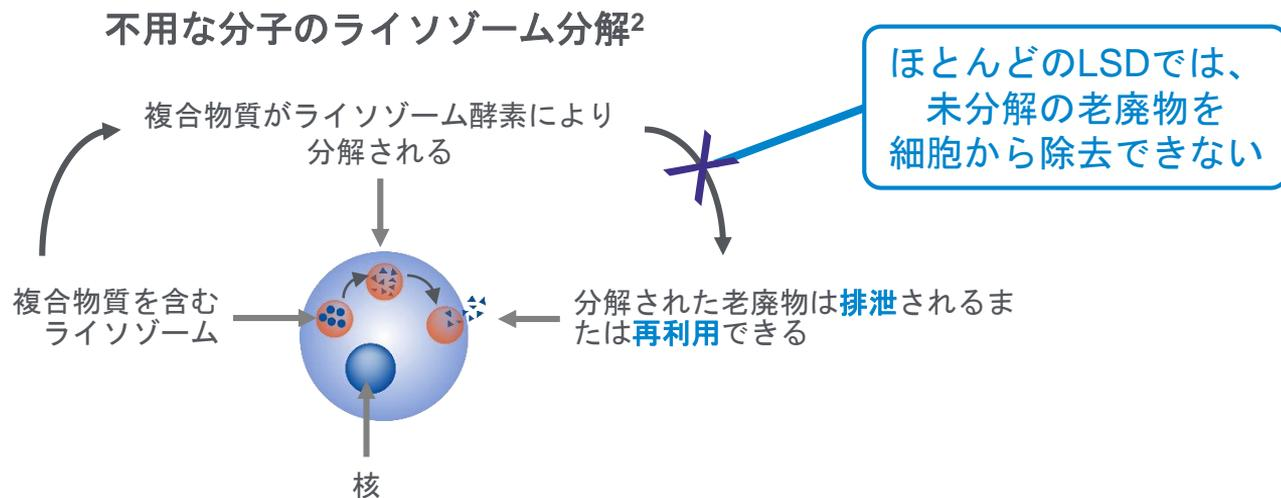 不用な分子のライソゾーム分解²
ほとんどのLSDでは、
未分解の老廃物を
細胞から除去できない
複合物質がライソゾーム酵素により
分解される
複合物質を含む
ライソゾーム
分解された老廃物は排泄されるま
たは再利用できる
核